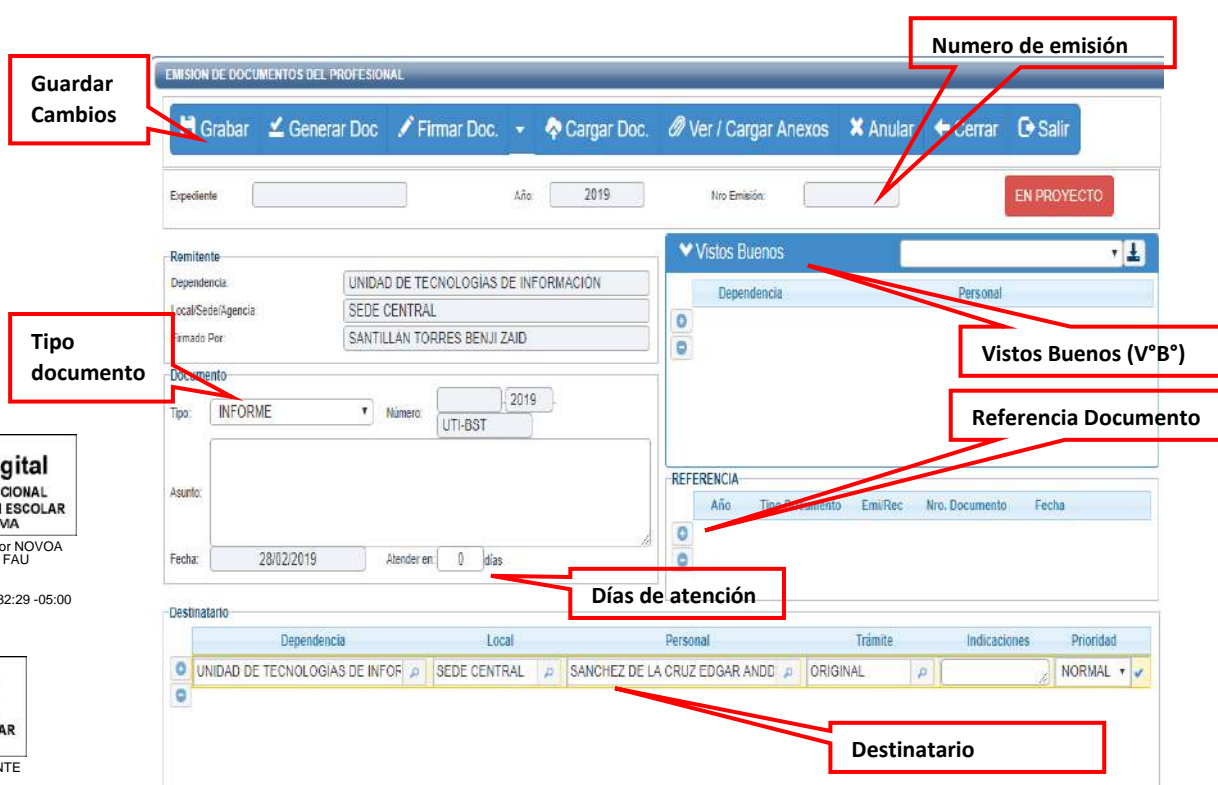 Numero de emisión
Guardar
Cambios
EMISION DE DOCUMENTOS DEL PROFESIONAL
Grabar Generar Doc Firmar Doc. Cargar Doc. Ver / Cargar Anexos Anular Cerrar Salir
Expediente Año: 2019 Nro Emisión: EN PROYECTO
Remitente
Dependencia: UNIDAD DE TECNOLOGÍAS DE INFORMACIÓN
Local/Sede/Agencia SEDE CENTRAL
Firmado Por: SANTILLAN TORRES BENJI ZAID
Vistos Buenos
Dependencia Personal
Vistos Buenos (V°B°)
Tipo
documento
Documento
Tipo: INFORME Número: 2019
UTI-BST
Asunto:
Fecha: 28/02/2019 Atender en: 0 días
Referencia Documento
REFERENCIA
Año Tipo Documento Emi/Rec Nro. Documento Fecha
Días de atención
gital
CIONAL
ESCOLAR
MA
or NOVOA
FAU
32:29 -05:00
Destinatario
Dependencia Local Personal Trámite Indicaciones Prioridad
UNIDAD DE TECNOLOGÍAS DE INFOR SEDE CENTRAL SANCHEZ DE LA CRUZ EDGAR ANDD ORIGINAL NORMAL
Destinatario
AR
NTE